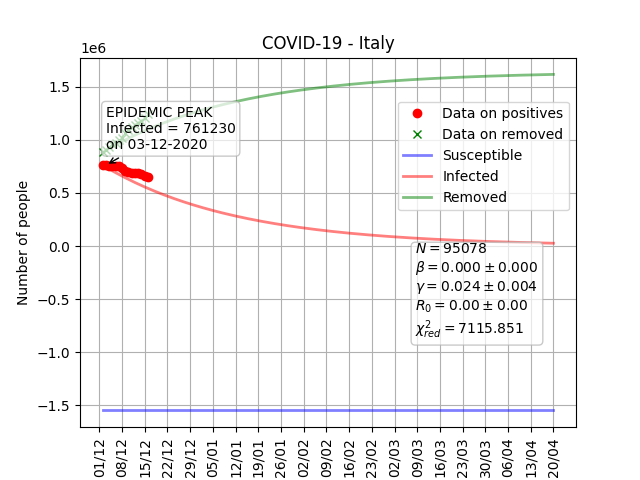 COVID-19 - Italy
1e6
1.5
1.0
0.5
0.0
−0.5
−1.0
−1.5
Number of people
EPIDEMIC PEAK
Infected = 761230
on 03-12-2020
Data on positives
Data on removed
Susceptible
Infected
Removed
N = 95078
β = 0.000 ± 0.000
γ = 0.024 ± 0.004
R₀ = 0.00 ± 0.00
χ²red = 7115.851
01/12
08/12
15/12
22/12
29/12
05/01
12/01
19/01
26/01
02/02
09/02
16/02
23/02
02/03
09/03
16/03
23/03
30/03
06/04
13/04
20/04